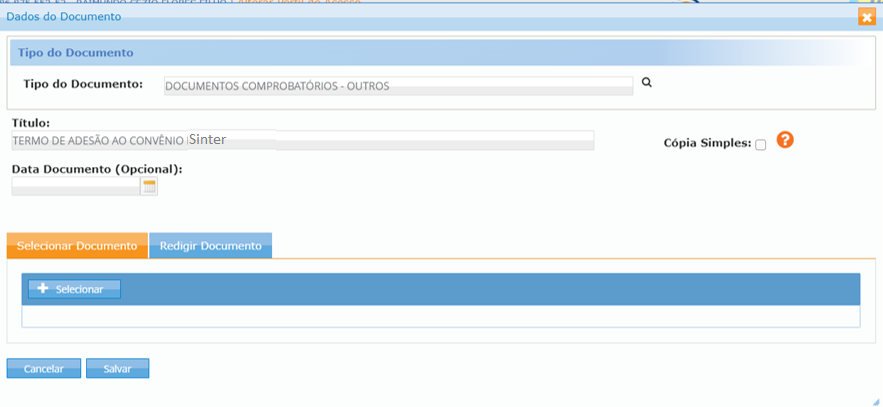 Dados do Documento
Tipo do Documento
Tipo do Documento: DOCUMENTOS COMPROBATÓRIOS - OUTROS
Título:
TERMO DE ADESÃO AO CONVÊNIO Sinter
Cópia Simples: ?
Data Documento (Opcional):
Selecionar Documento Redigir Documento
+ Selecionar
Cancelar Salvar